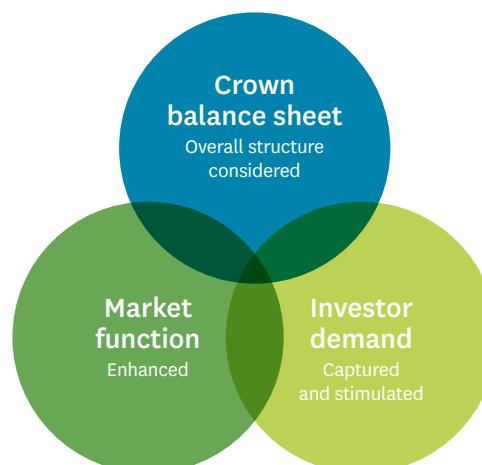 Crown
balance sheet
Overall structure
considered
Market
function
Enhanced
Investor
demand
Captured
and stimulated